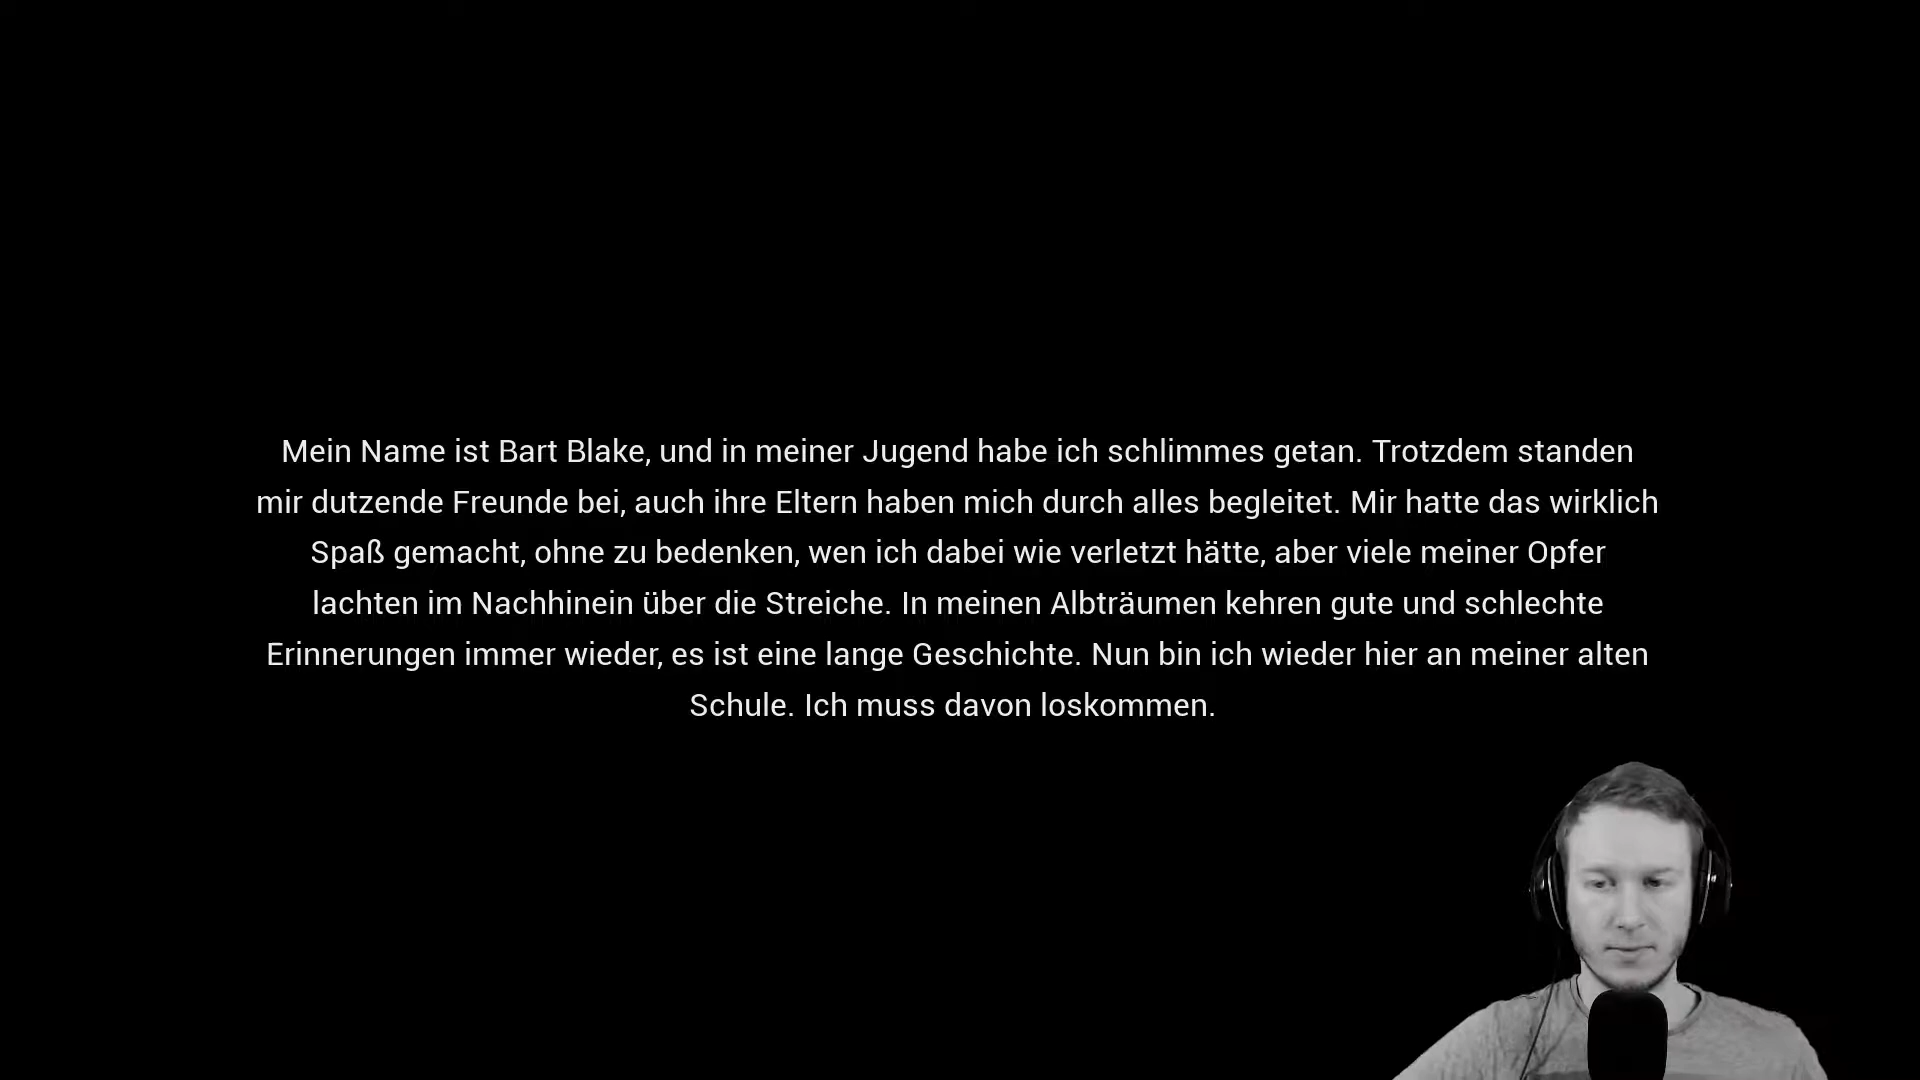 Mein Name ist Bart Blake, und in meiner Jugend habe ich schlimmes getan. Trotzdem standen
mir dutzende Freunde bei, auch ihre Eltern haben mich durch alles begleitet. Mir hatte das wirklich
Spaß gemacht, ohne zu bedenken, wen ich dabei wie verletzt hätte, aber viele meiner Opfer
lachten im Nachhinein über die Streiche. In meinen Albträumen kehren gute und schlechte
Erinnerungen immer wieder, es ist eine lange Geschichte. Nun bin ich wieder hier an meiner alten
Schule. Ich muss davon loskommen.